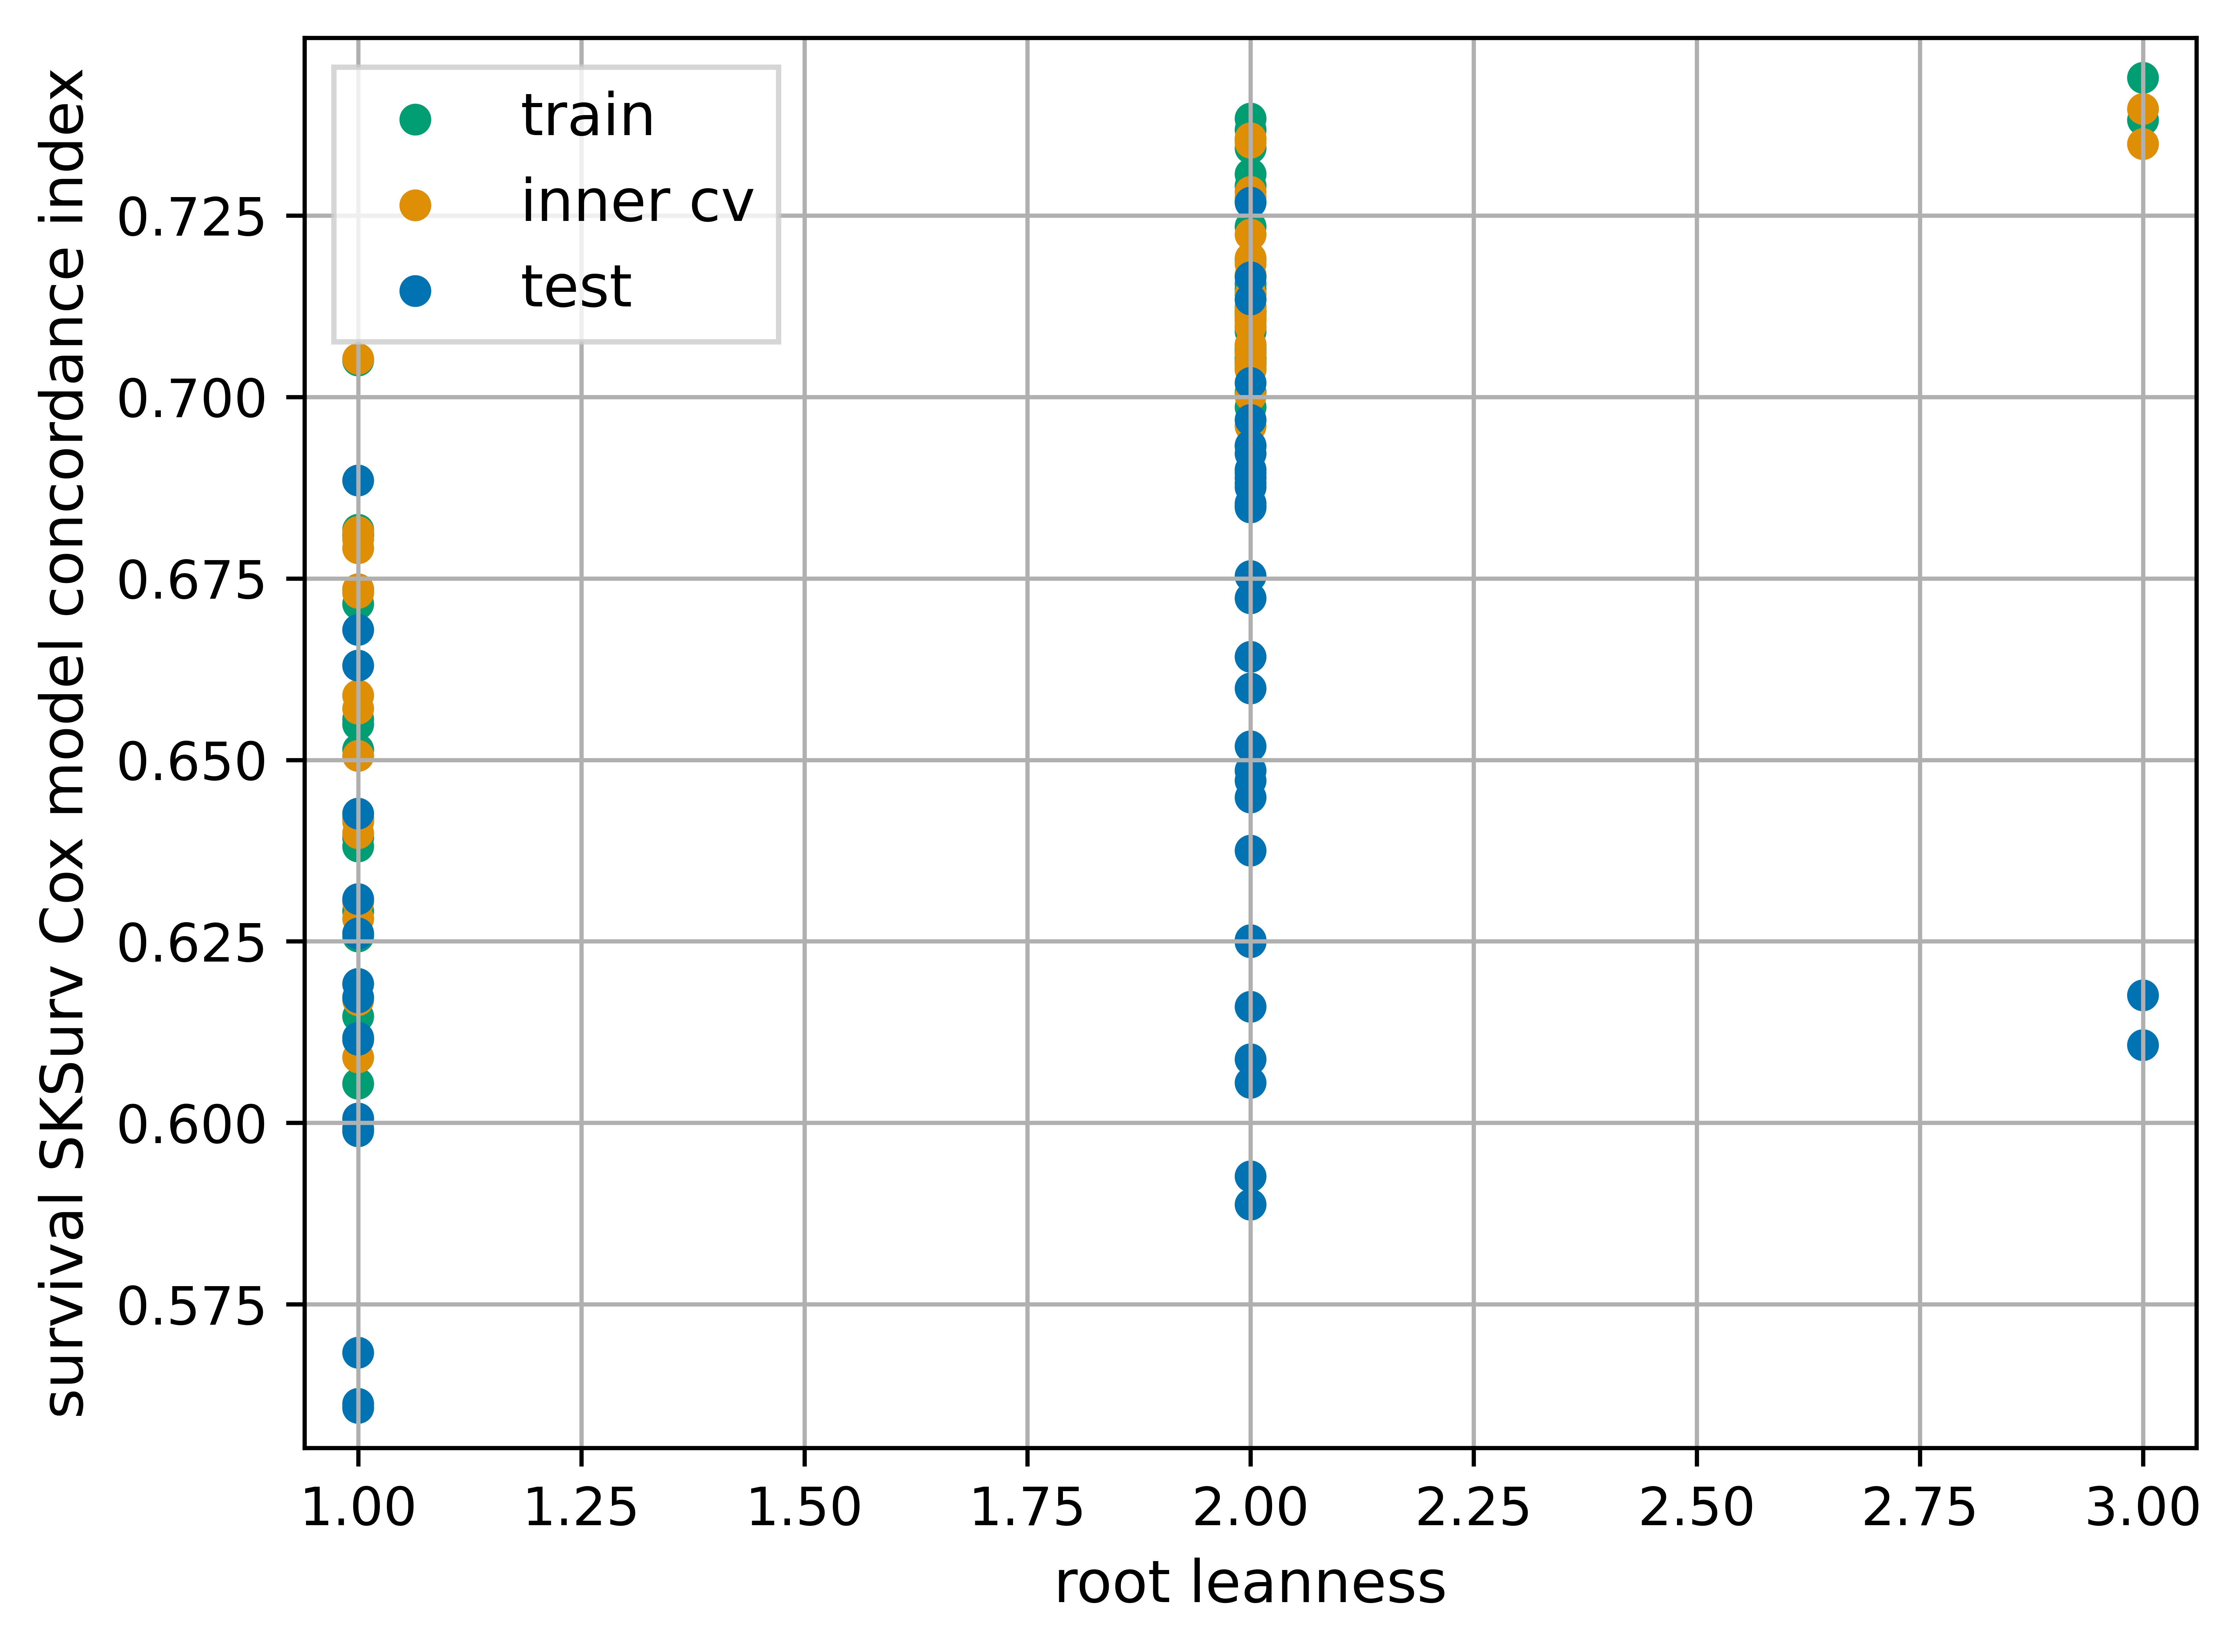 survival SKSurv Cox model concordance index
train
inner cv
test
0.725
0.700
0.675
0.650
0.625
0.600
0.575
1.00 1.25 1.50 1.75 2.00 2.25 2.50 2.75 3.00
root leanness